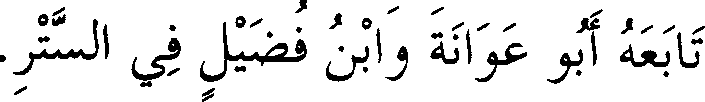 تَابَعَهُ أَبُو عَوَانَةَ وَابْنُ فُضَيْلٍ فِي السَّتْرِ.